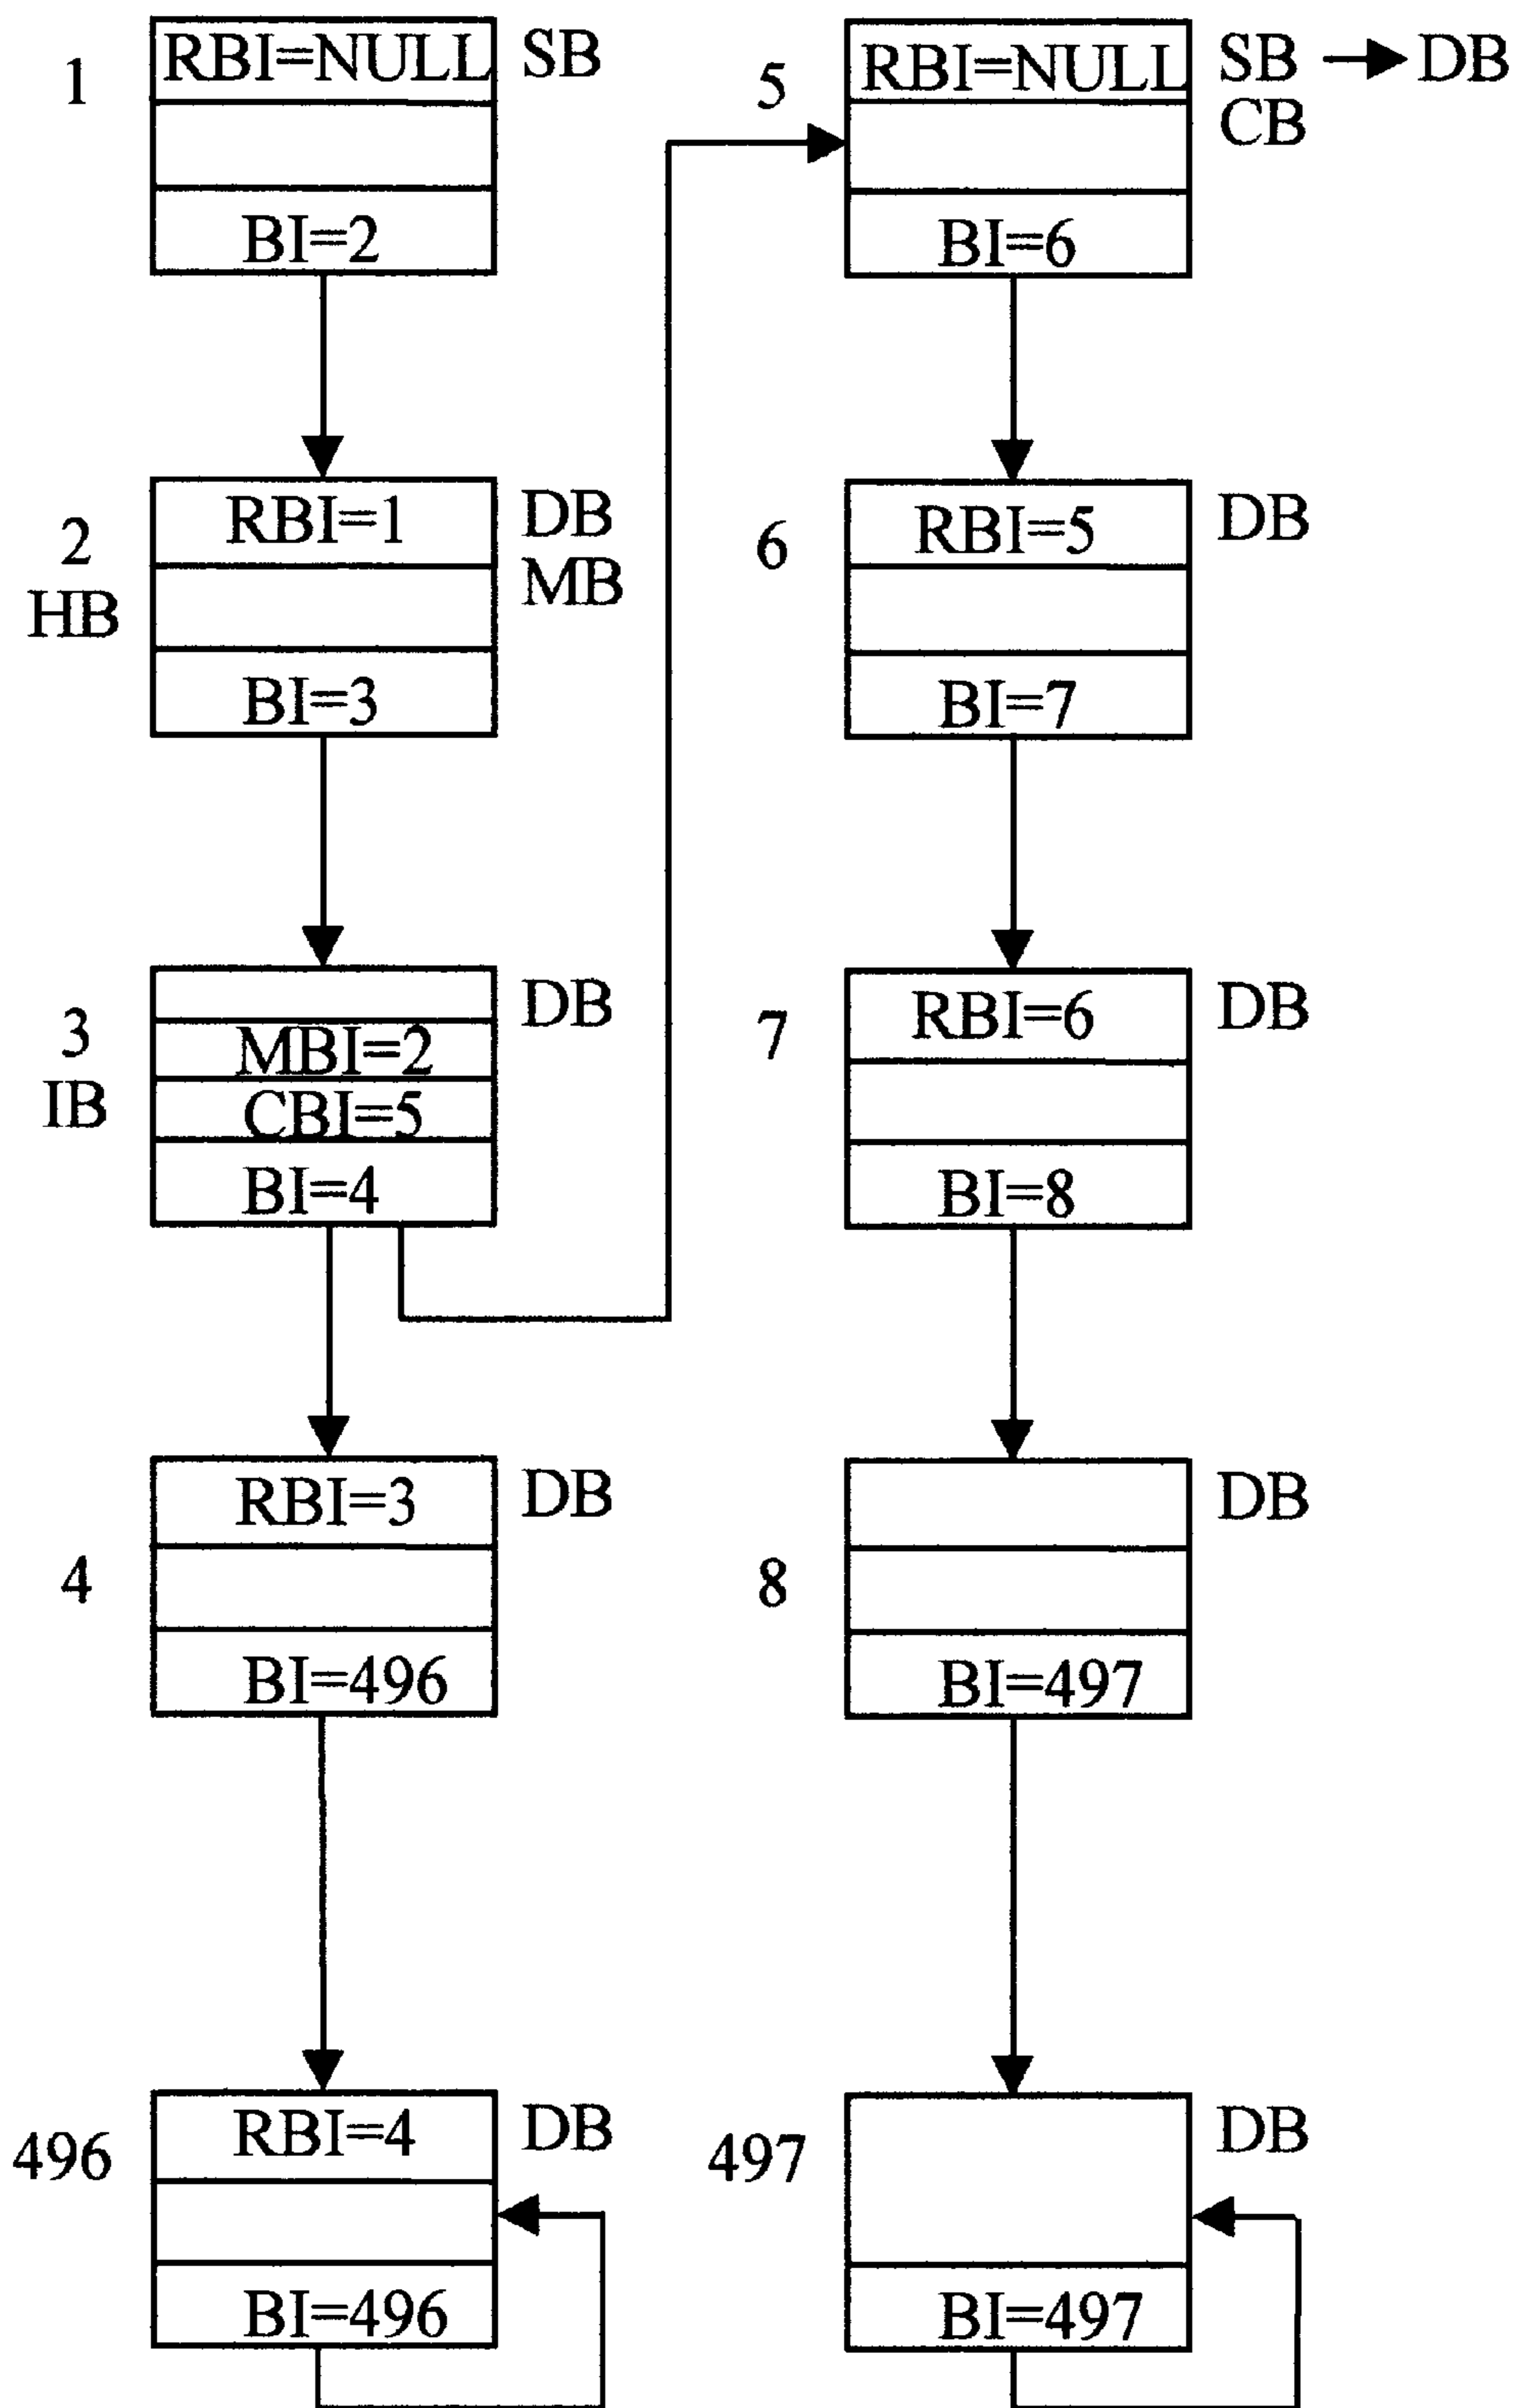 1
RBI=NULL
SB
BI=2
2
HB
RBI=1
DB
MB
BI=3
3
IB
DB
MBI=2
CBI=5
BI=4
4
RBI=3
DB
BI=496
496
RBI=4
DB
BI=496
5
RBI=NULL
SB → DB
CB
BI=6
6
RBI=5
DB
BI=7
7
RBI=6
DB
BI=8
8
DB
BI=497
497
DB
BI=497